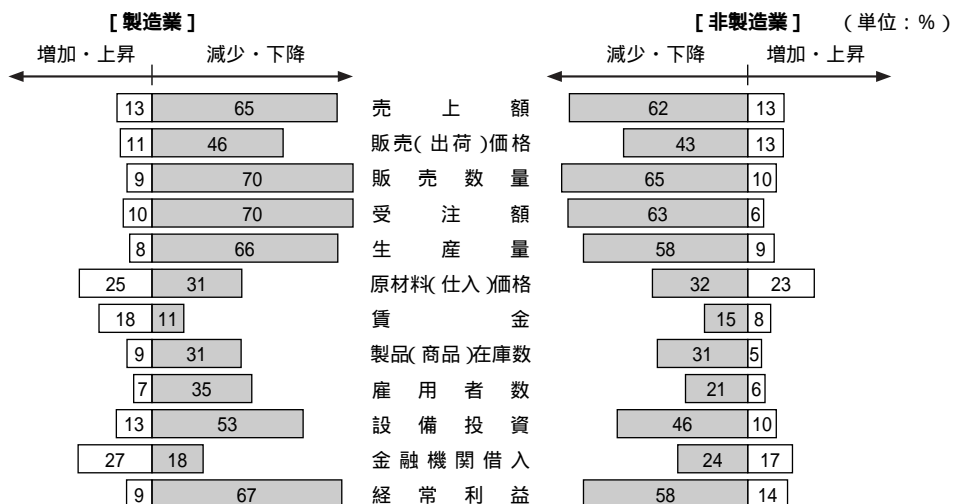 [ 製造業 ] [ 非製造業 ] (単位：%)
増加・上昇 減少・下降 減少・下降 増加・上昇
13 65 売上額 62 13
11 46 販売(出荷)価格 43 13
9 70 販売数量 65 10
10 70 受注額 63 6
8 66 生産量 58 9
25 31 原材料(仕入)価格 32 23
18 11 賃金 15 8
9 31 製品(商品)在庫数 31 5
7 35 雇用者数 21 6
13 53 設備投資 46 10
27 18 金融機関借入 24 17
9 67 経常利益 58 14